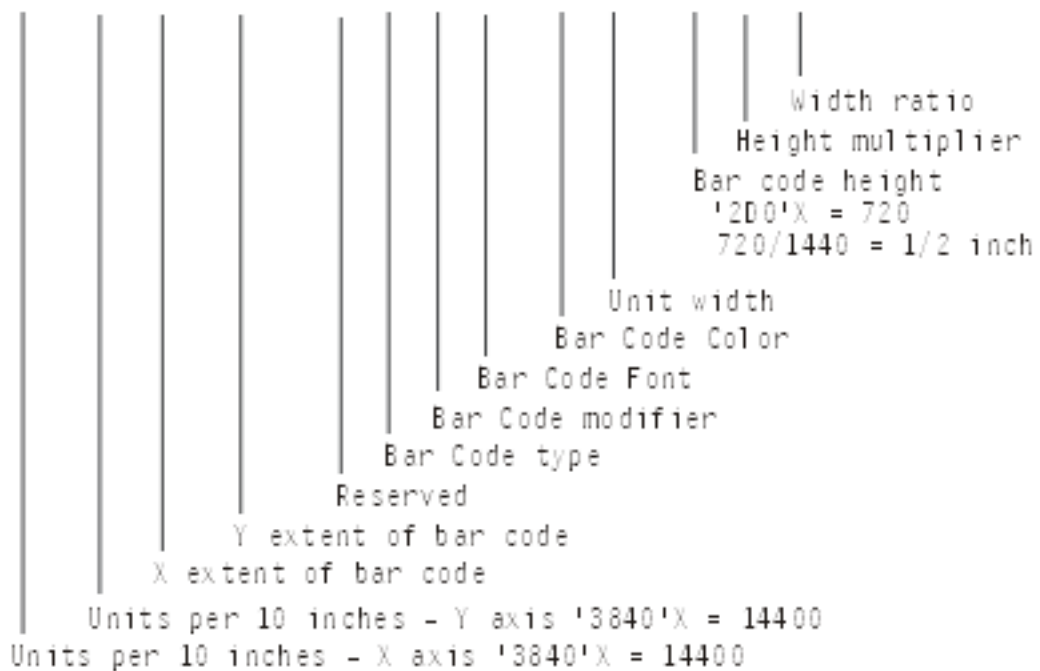 Width ratio
Height multiplier
Bar code height
'2D0'X = 720
720/1440 = 1/2 inch
Unit width
Bar Code Color
Bar Code Font
Bar Code modifier
Bar Code type
Reserved
Y extent of bar code
X extent of bar code
Units per 10 inches – Y axis '3840'X = 14400
Units per 10 inches – X axis '3840'X = 14400